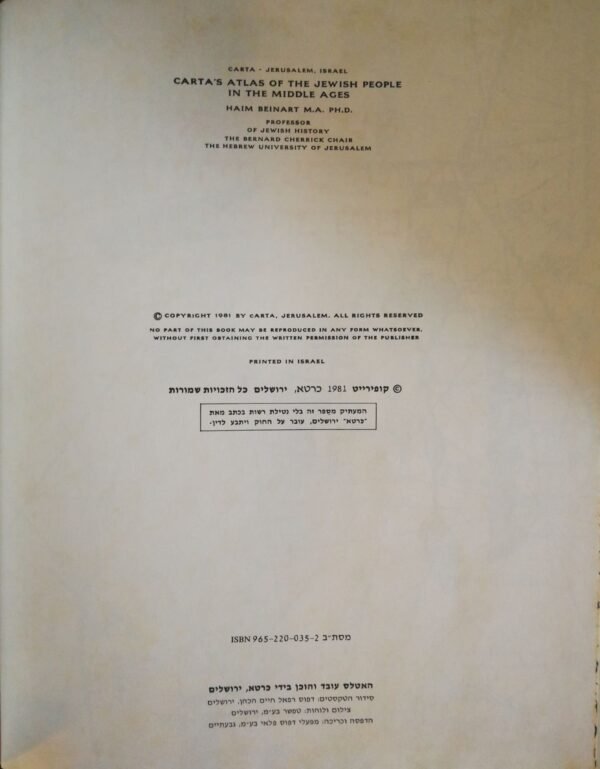 CARTA - JERUSALEM, ISRAEL
CARTA'S ATLAS OF THE JEWISH PEOPLE
IN THE MIDDLE AGES
HAIM BEINART M.A. PH.D.
PROFESSOR
OF JEWISH HISTORY
THE BERNARD CHERRICK CHAIR
THE HEBREW UNIVERSITY OF JERUSALEM
© COPYRIGHT 1981 BY CARTA, JERUSALEM. ALL RIGHTS RESERVED
NO PART OF THIS BOOK MAY BE REPRODUCED IN ANY FORM WHATSOEVER,
WITHOUT FIRST OBTAINING THE WRITTEN PERMISSION OF THE PUBLISHER
PRINTED IN ISRAEL
© קופירייט 1981 כרטא, ירושלים כל הזכויות שמורות
המעתיק מספר זה בלי נטילת רשות בכתב מאת
"כרטא" ירושלים, עובר על החוק ויתבע לדין-
מסת"ב ISBN 965-220-035-2
האטלס עובד והוכן בידי כרטא, ירושלים
סידור הטקסטים: דפוס רפאל חיים הכהן, ירושלים
צילום ולוחות: טפשר בע"מ, ירושלים
הדפסה וכריכה: מפעלי דפוס פלאי בע"מ, גבעתיים